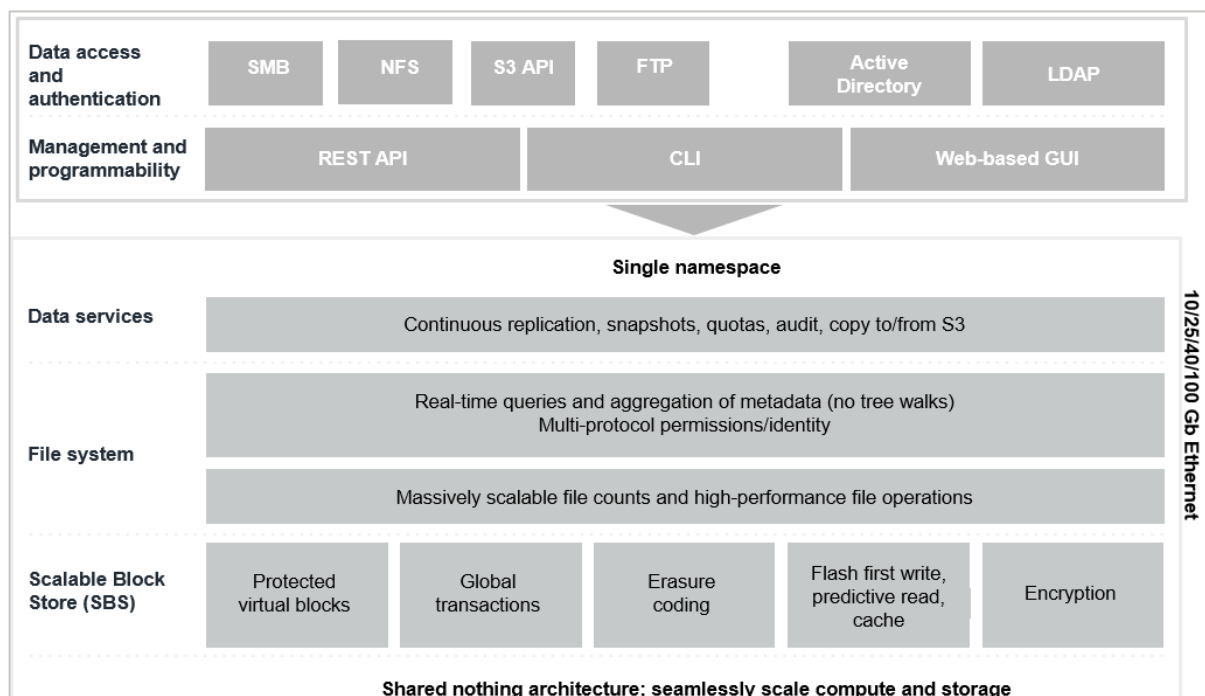 Data access
and
authentication
SMB
NFS
S3 API
FTP
Active
Directory
LDAP
Management and
programmability
REST API
CLI
Web-based GUI
Single namespace
Data services
Continuous replication, snapshots, quotas, audit, copy to/from S3
File system
Real-time queries and aggregation of metadata (no tree walks)
Multi-protocol permissions/identity
Massively scalable file counts and high-performance file operations
Scalable Block
Store (SBS)
Protected
virtual blocks
Global
transactions
Erasure
coding
Flash first write,
predictive read,
cache
Encryption
Shared nothing architecture: seamlessly scale compute and storage
10/25/40/100 Gb Ethernet